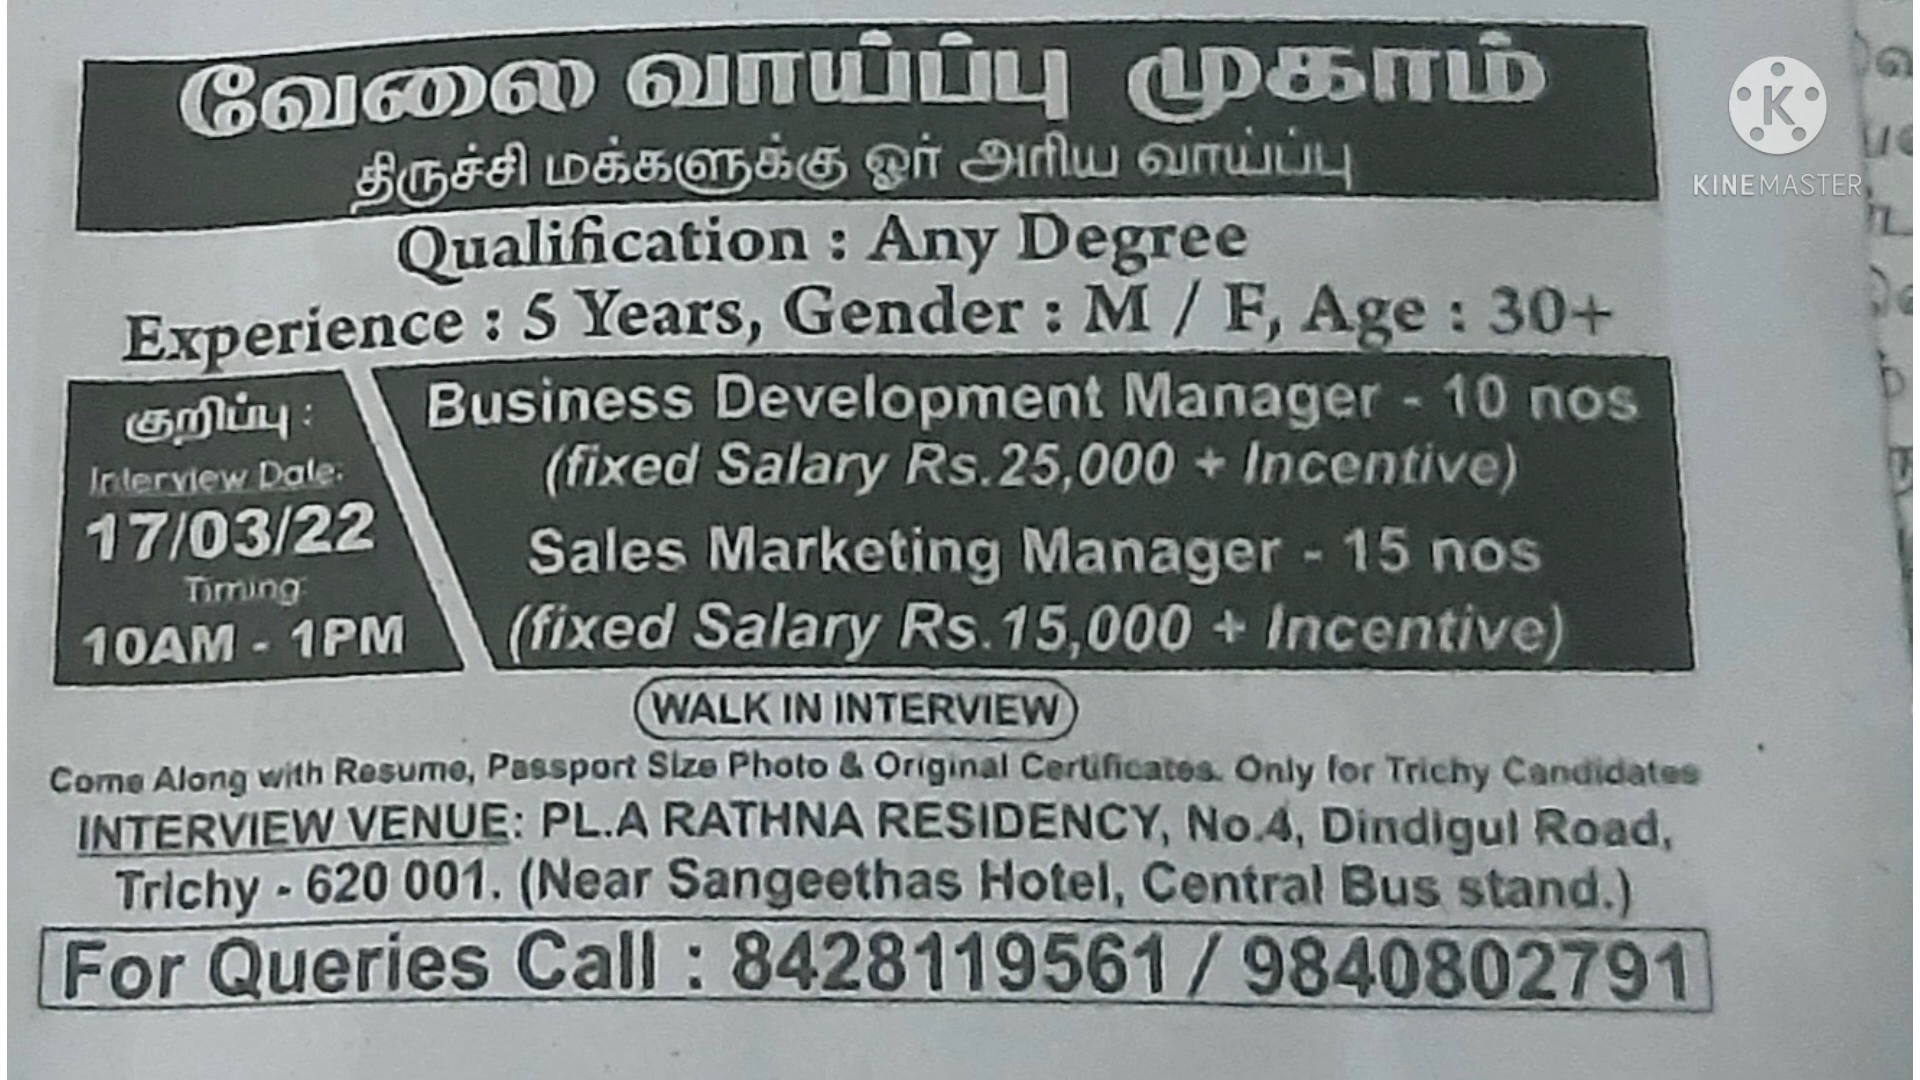 வேலை வாய்ப்பு முகாம்
திருச்சி மக்களுக்கு ஓர் அரிய வாய்ப்பு
Qualification : Any Degree
Experience : 5 Years, Gender : M / F, Age : 30+
குறிப்பு :
Interview Date:
17/03/22
Timing:
10AM - 1PM
Business Development Manager - 10 nos
(fixed Salary Rs.25,000 + Incentive)
Sales Marketing Manager - 15 nos
(fixed Salary Rs.15,000 + Incentive)
WALK IN INTERVIEW
Come Along with Resume, Passport Size Photo & Original Certificates. Only for Trichy Candidates
INTERVIEW VENUE: PL.A RATHNA RESIDENCY, No.4, Dindigul Road,
Trichy - 620 001. (Near Sangeethas Hotel, Central Bus stand.)
For Queries Call : 8428119561 / 9840802791
K
KINEMASTER